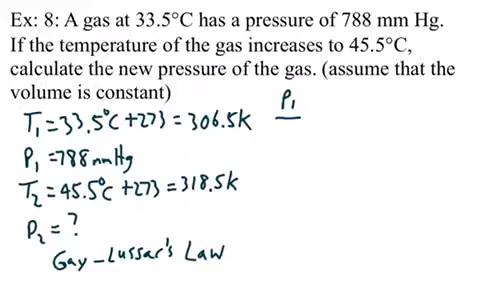 Ex: 8: A gas at 33.5°C has a pressure of 788 mm Hg.
If the temperature of the gas increases to 45.5°C,
calculate the new pressure of the gas. (assume that the
volume is constant)
P₁
T₁=33.5°C+273=306.5k
P₁=788mmHg
T₂=45.5°C+273=318.5k
P₂=?
Gay-Lussac's Law